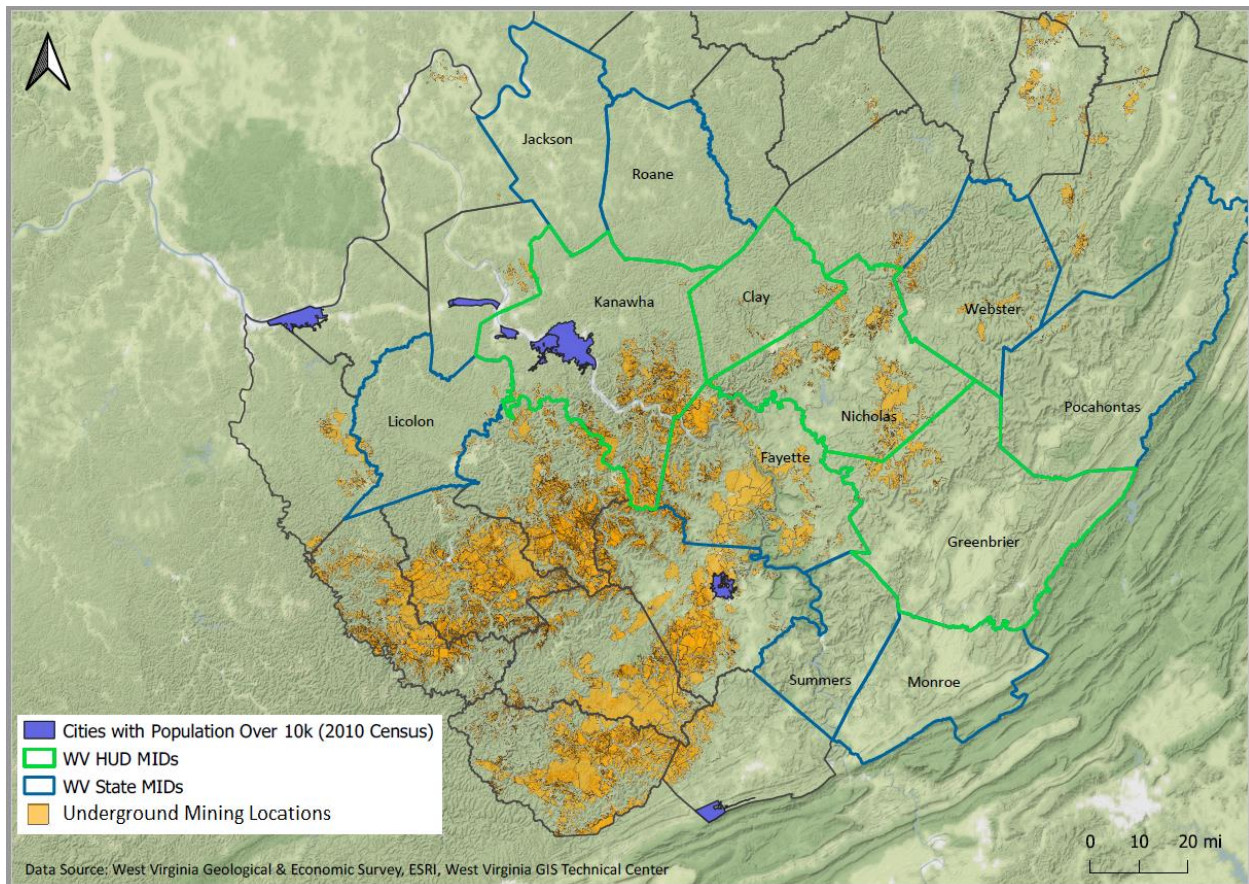 Jackson
Roane
Kanawha
Clay
Webster
Licolon
Nicholas
Pocahontas
Fayette
Greenbrier
Summers
Monroe
Cities with Population Over 10k (2010 Census)
WV HUD MIDs
WV State MIDs
Underground Mining Locations
0 10 20 mi
Data Source: West Virginia Geological & Economic Survey, ESRI, West Virginia GIS Technical Center